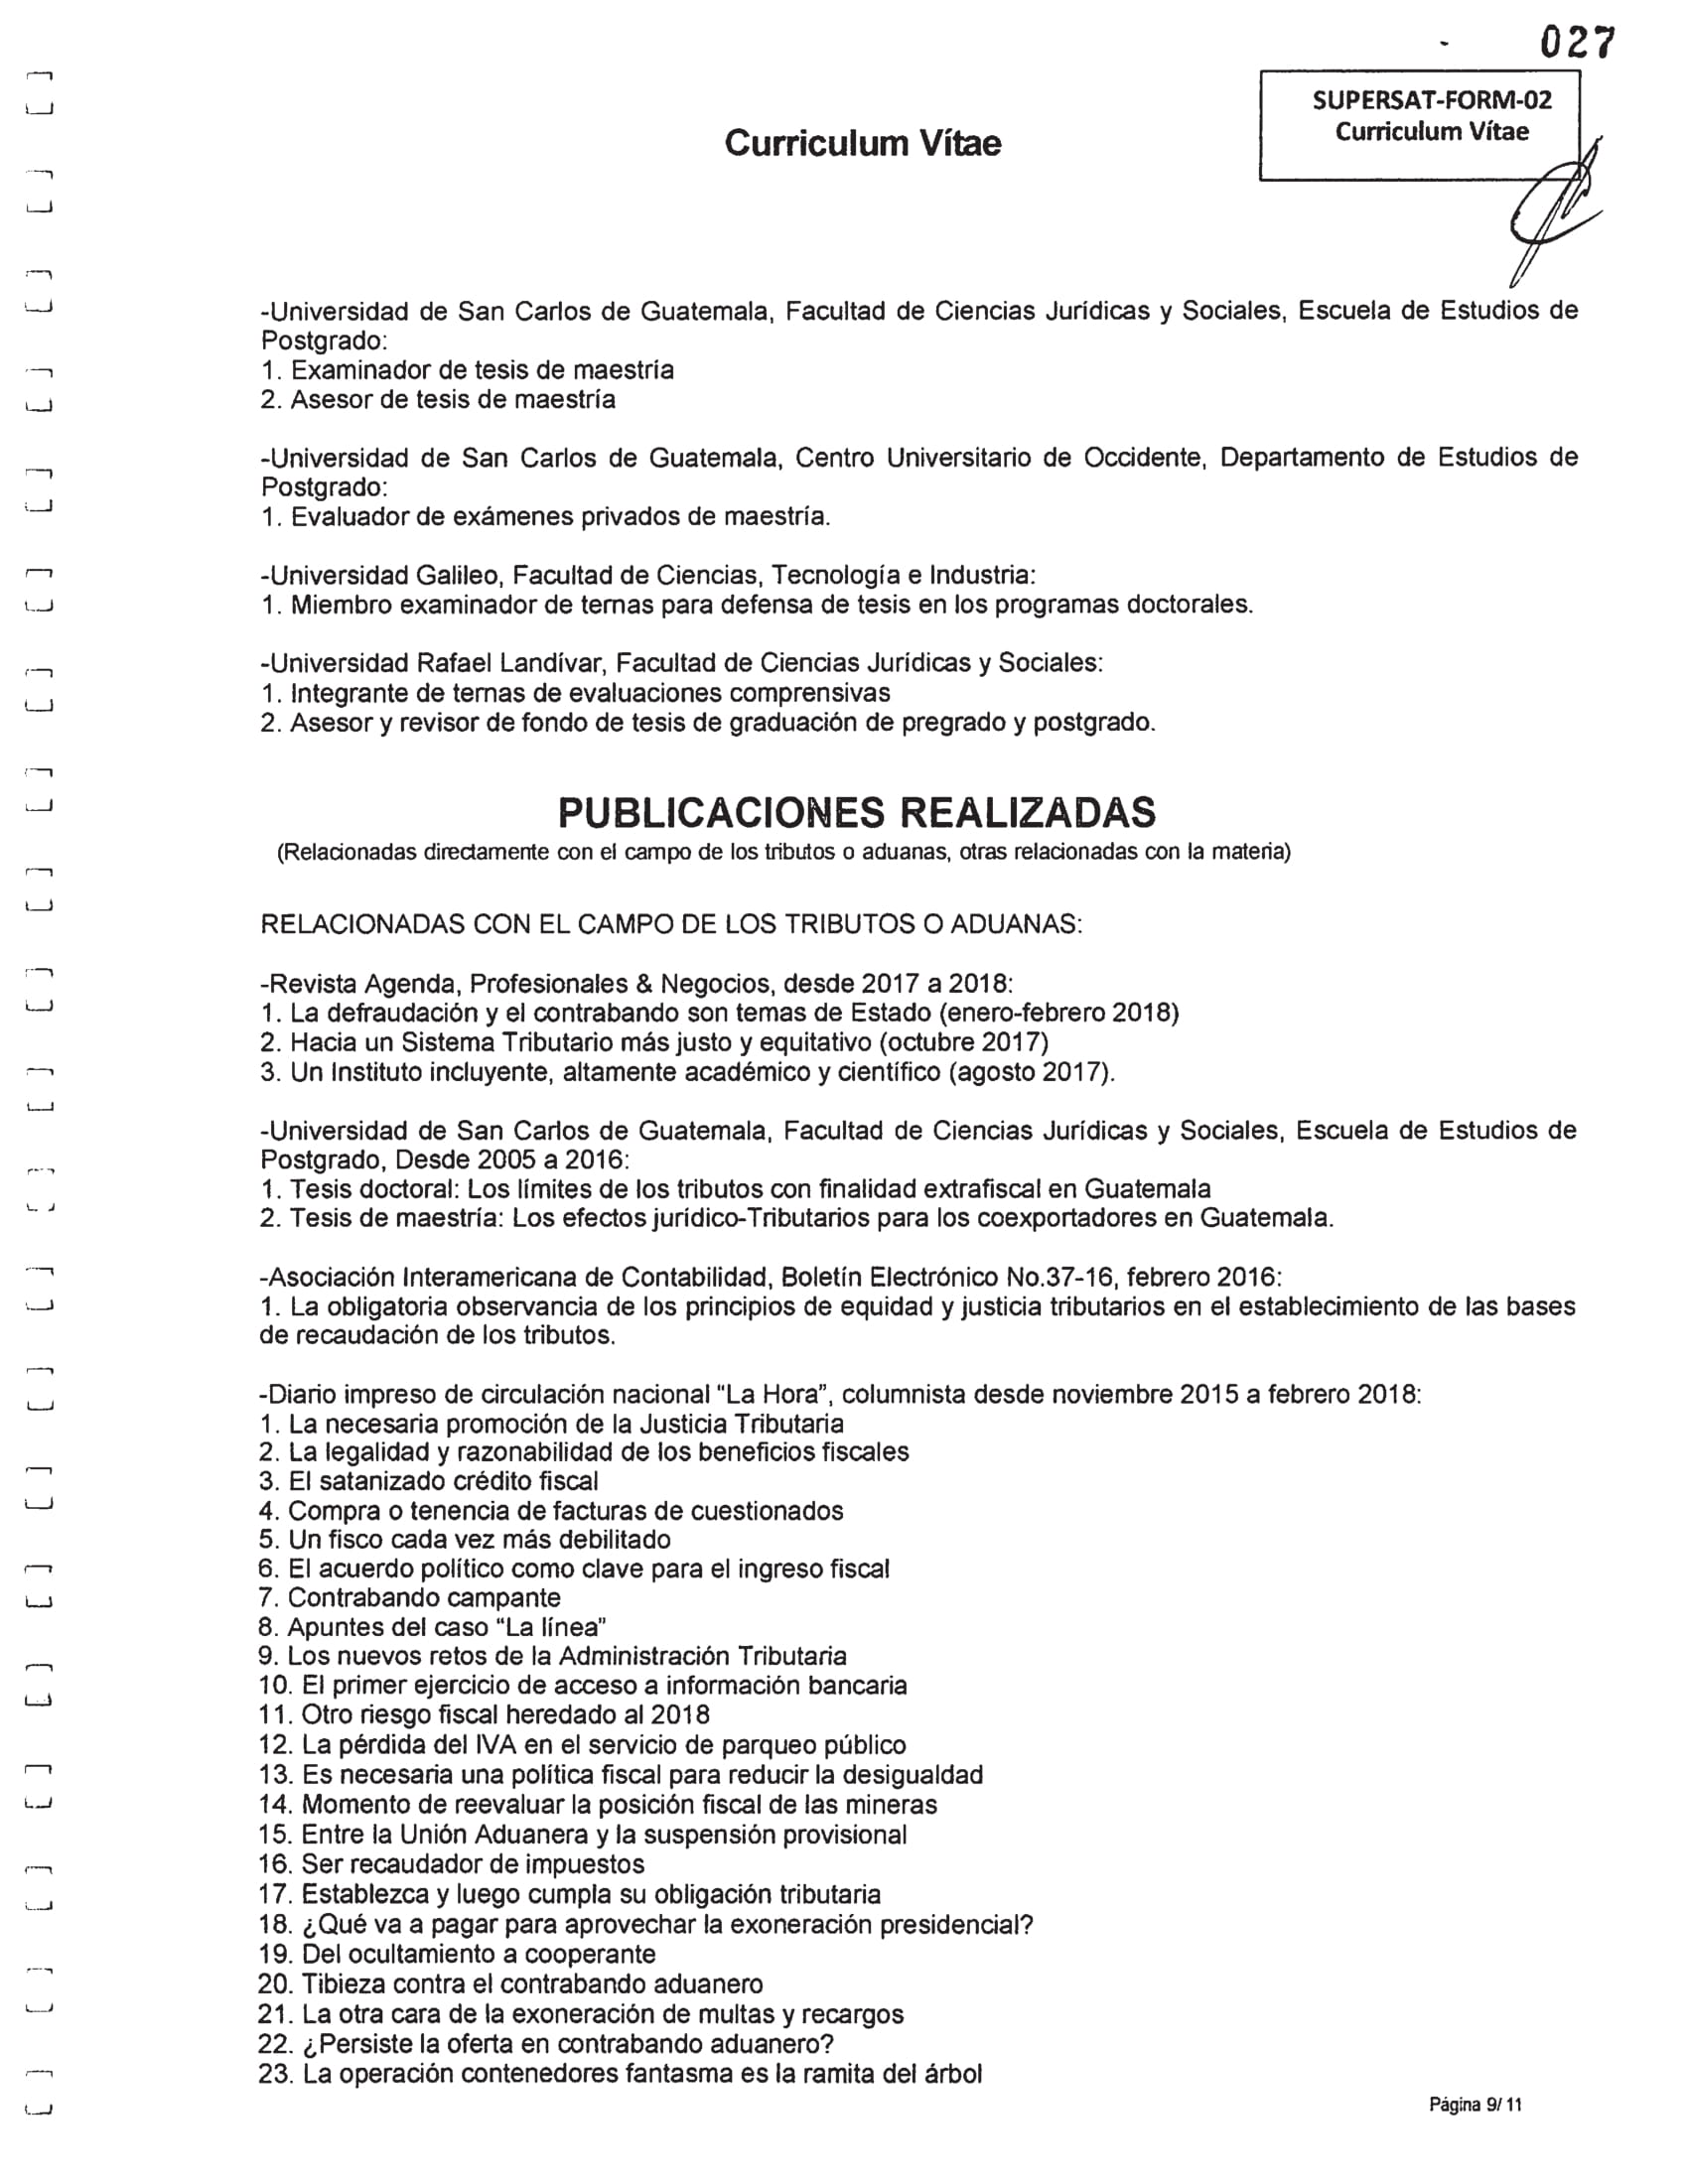 027
SUPERSAT-FORM-02
Curriculum Vítae
Curriculum Vítae
-Universidad de San Carlos de Guatemala, Facultad de Ciencias Jurídicas y Sociales, Escuela de Estudios de
Postgrado:
1. Examinador de tesis de maestría
2. Asesor de tesis de maestría
-Universidad de San Carlos de Guatemala, Centro Universitario de Occidente, Departamento de Estudios de
Postgrado:
1. Evaluador de exámenes privados de maestría.
-Universidad Galileo, Facultad de Ciencias, Tecnología e Industria:
1. Miembro examinador de ternas para defensa de tesis en los programas doctorales.
-Universidad Rafael Landívar, Facultad de Ciencias Jurídicas y Sociales:
1. Integrante de ternas de evaluaciones comprensivas
2. Asesor y revisor de fondo de tesis de graduación de pregrado y postgrado.
PUBLICACIONES REALIZADAS
(Relacionadas directamente con el campo de los tributos o aduanas, otras relacionadas con la materia)
RELACIONADAS CON EL CAMPO DE LOS TRIBUTOS O ADUANAS:
-Revista Agenda, Profesionales & Negocios, desde 2017 a 2018:
1. La defraudación y el contrabando son temas de Estado (enero-febrero 2018)
2. Hacia un Sistema Tributario más justo y equitativo (octubre 2017)
3. Un Instituto incluyente, altamente académico y científico (agosto 2017).
-Universidad de San Carlos de Guatemala, Facultad de Ciencias Jurídicas y Sociales, Escuela de Estudios de
Postgrado, Desde 2005 a 2016:
1. Tesis doctoral: Los límites de los tributos con finalidad extrafiscal en Guatemala
2. Tesis de maestría: Los efectos jurídico-Tributarios para los coexportadores en Guatemala.
-Asociación Interamericana de Contabilidad, Boletín Electrónico No.37-16, febrero 2016:
1. La obligatoria observancia de los principios de equidad y justicia tributarios en el establecimiento de las bases
de recaudación de los tributos.
-Diario impreso de circulación nacional "La Hora", columnista desde noviembre 2015 a febrero 2018:
1. La necesaria promoción de la Justicia Tributaria
2. La legalidad y razonabilidad de los beneficios fiscales
3. El satanizado crédito fiscal
4. Compra o tenencia de facturas de cuestionados
5. Un fisco cada vez más debilitado
6. El acuerdo político como clave para el ingreso fiscal
7. Contrabando campante
8. Apuntes del caso "La línea"
9. Los nuevos retos de la Administración Tributaria
10. El primer ejercicio de acceso a información bancaria
11. Otro riesgo fiscal heredado al 2018
12. La pérdida del IVA en el servicio de parqueo público
13. Es necesaria una política fiscal para reducir la desigualdad
14. Momento de reevaluar la posición fiscal de las mineras
15. Entre la Unión Aduanera y la suspensión provisional
16. Ser recaudador de impuestos
17. Establezca y luego cumpla su obligación tributaria
18. ¿Qué va a pagar para aprovechar la exoneración presidencial?
19. Del ocultamiento a cooperante
20. Tibieza contra el contrabando aduanero
21. La otra cara de la exoneración de multas y recargos
22. ¿Persiste la oferta en contrabando aduanero?
23. La operación contenedores fantasma es la ramita del árbol
Página 9/ 11